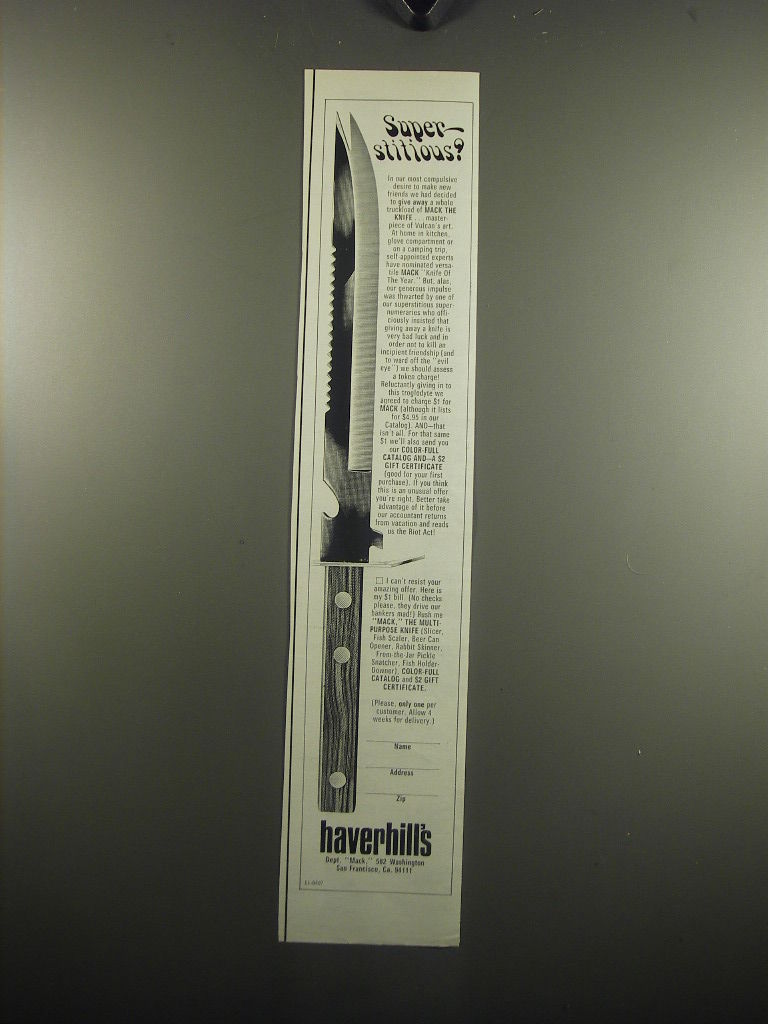 Super-
stitious?
In our most compulsive
desire to make new
friends we had decided
to give away a whole
truckload of MACK THE
KNIFE . . . master-
piece of Vulcan's art.
At home in kitchen,
glove compartment or
on a camping trip,
self-appointed experts
have nominated versa-
tile MACK "Knife Of
The Year." But, alas,
our generous impulse
was thwarted by one of
our superstitious super-
numeraries who offi-
ciously insisted that
giving away a knife is
very bad luck and in
order not to kill an
incipient friendship (and
to ward off the "evil
eye") we should assess
a token charge!
Reluctantly giving in to
this troglodyte we
agreed to charge $1 for
MACK (although it lists
for $4.95 in our
Catalog). AND—that
isn't all. For that same
$1 we'll also send you
our COLOR-FULL
CATALOG AND—A $2
GIFT CERTIFICATE
(good for your first
purchase). If you think
this is an unusual offer
you're right. Better take
advantage of it before
our accountant returns
from vacation and reads
us the Riot Act!
I can't resist your
amazing offer. Here is
my $1 bill. (No checks
please, they drive our
bankers mad!) Rush me
"MACK," THE MULTI-
PURPOSE KNIFE (Slicer,
Fish Scaler, Beer Can
Opener, Rabbit Skinner,
From-the-Jar Pickle
Snatcher, Fish Holder-
Downer), COLOR-FULL
CATALOG and $2 GIFT
CERTIFICATE.
(Please, only one per
customer. Allow 4
weeks for delivery.)
Name
Address
Zip
haverhill's
Dept. "Mack," 582 Washington
San Francisco, Ca. 94111